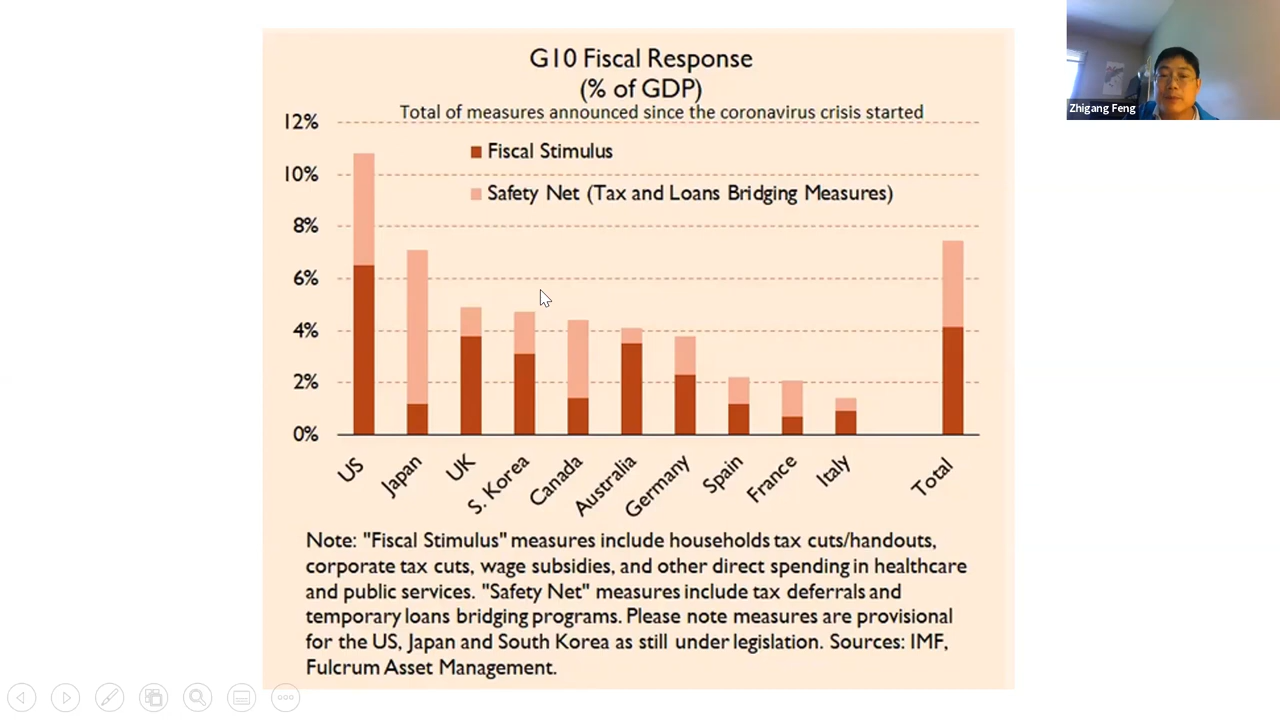 G10 Fiscal Response
(% of GDP)
Total of measures announced since the coronavirus crisis started
12%
Fiscal Stimulus
10%
Safety Net (Tax and Loans Bridging Measures)
8%
6%
4%
2%
0%
US
Japan
UK
S. Korea
Canada
Australia
Germany
Spain
France
Italy
Total
Note: "Fiscal Stimulus" measures include households tax cuts/handouts,
corporate tax cuts, wage subsidies, and other direct spending in healthcare
and public services. "Safety Net" measures include tax deferrals and
temporary loans bridging programs. Please note measures are provisional
for the US, Japan and South Korea as still under legislation. Sources: IMF,
Fulcrum Asset Management.
Zhigang Feng